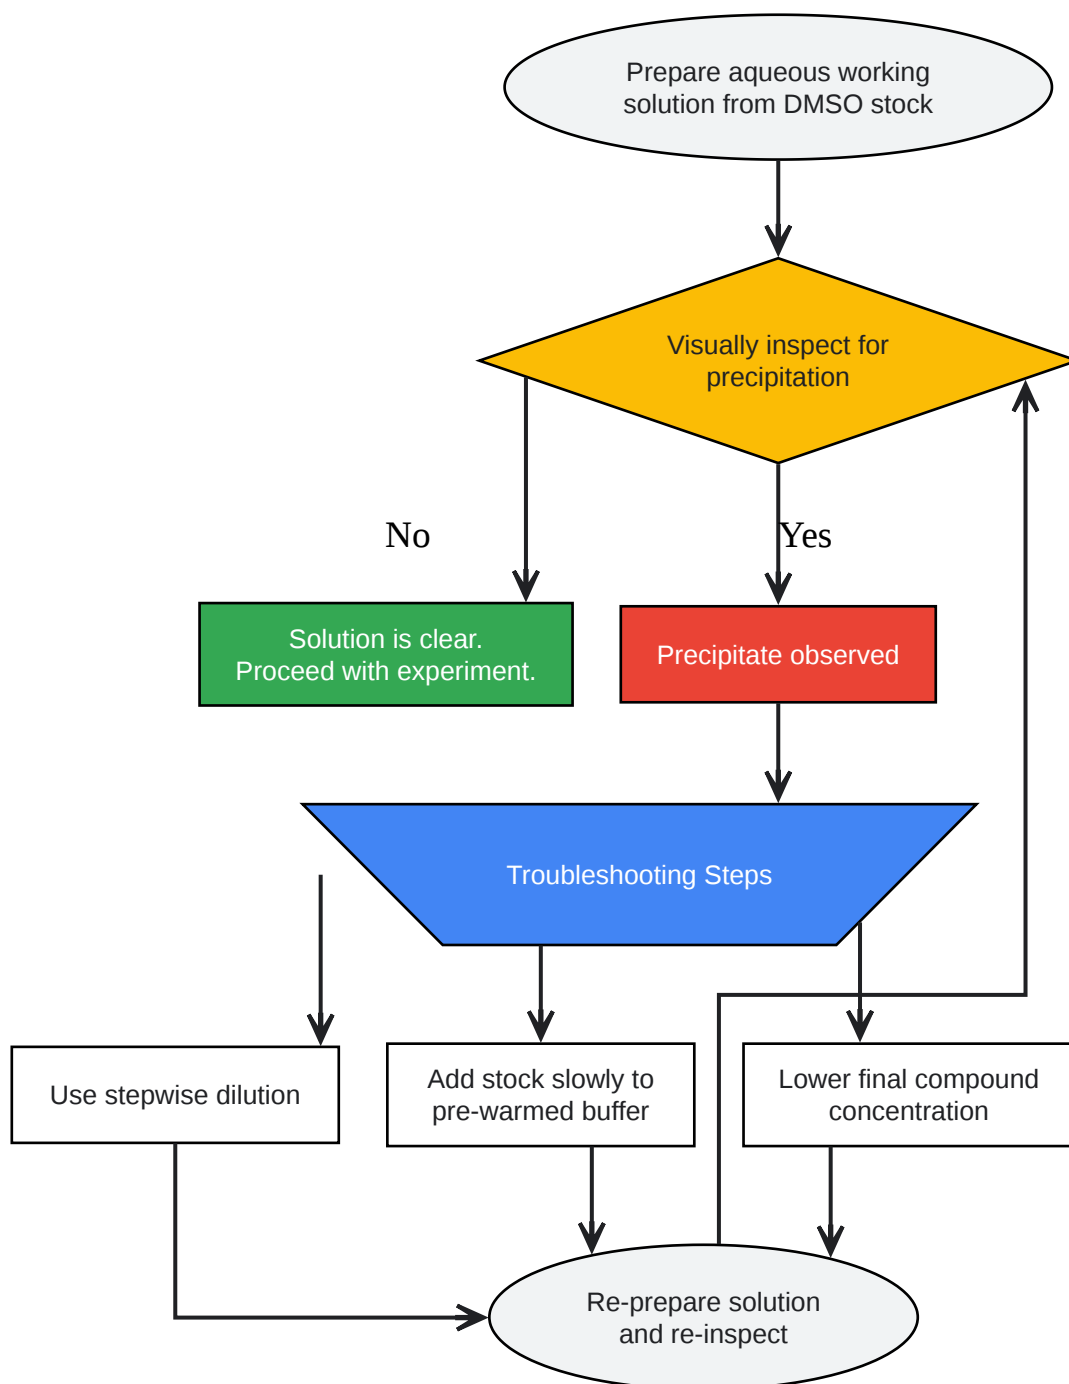 Prepare aqueous working
solution from DMSO stock
Visually inspect for
precipitation
No
Yes
Solution is clear.
Proceed with experiment.
Precipitate observed
Troubleshooting Steps
Use stepwise dilution
Add stock slowly to
pre-warmed buffer
Lower final compound
concentration
Re-prepare solution
and re-inspect